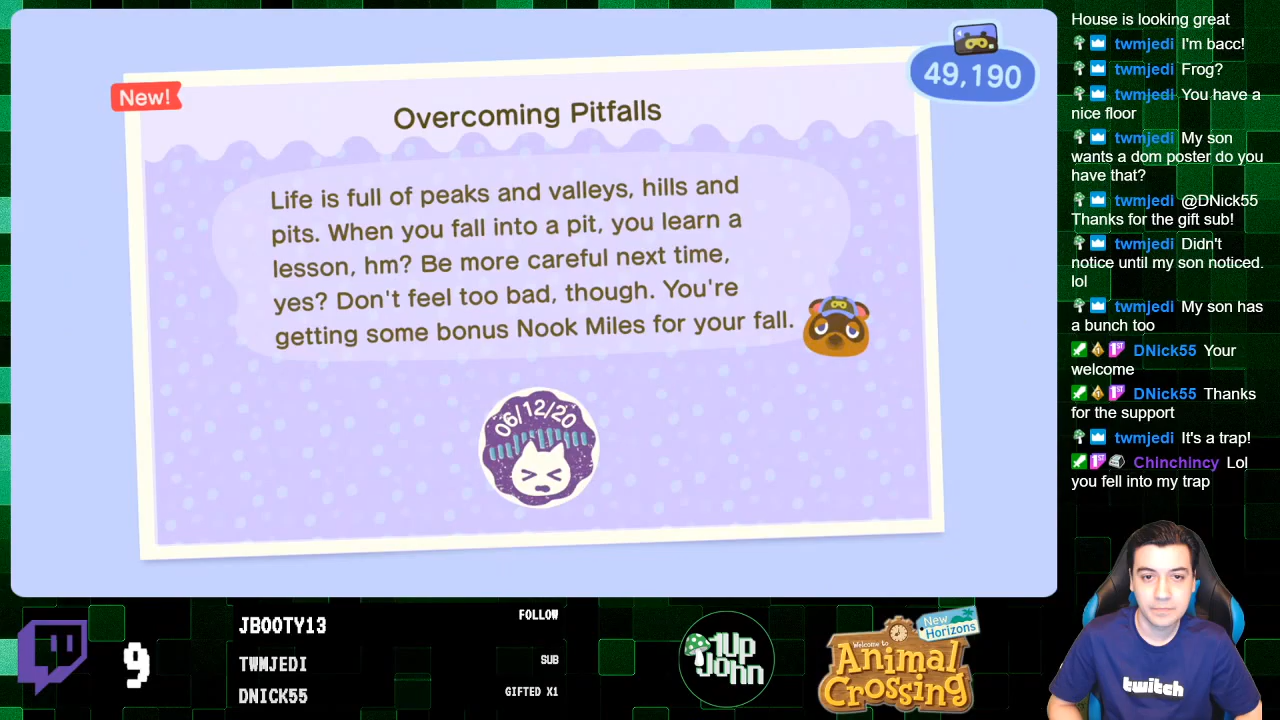 49,190
New!
Overcoming Pitfalls
Life is full of peaks and valleys, hills and
pits. When you fall into a pit, you learn a
lesson, hm? Be more careful next time,
yes? Don't feel too bad, though. You're
getting some bonus Nook Miles for your fall.
06/12/20
House is looking great
twmjedi I'm bacc!
twmjedi Frog?
twmjedi You have a
nice floor
twmjedi My son
wants a dom poster do you
have that?
twmjedi @DNick55
Thanks for the gift sub!
twmjedi Didn't
notice until my son noticed.
lol
twmjedi My son has
a bunch too
DNick55 Your
welcome
DNick55 Thanks
for the support
twmjedi It's a trap!
Chinchincy Lol
you fell into my trap
9
JBOOTY13 FOLLOW
TWMJEDI SUB
DNICK55 GIFTED X1
1Up
John
New
Horizons
Animal
Crossing
twitch